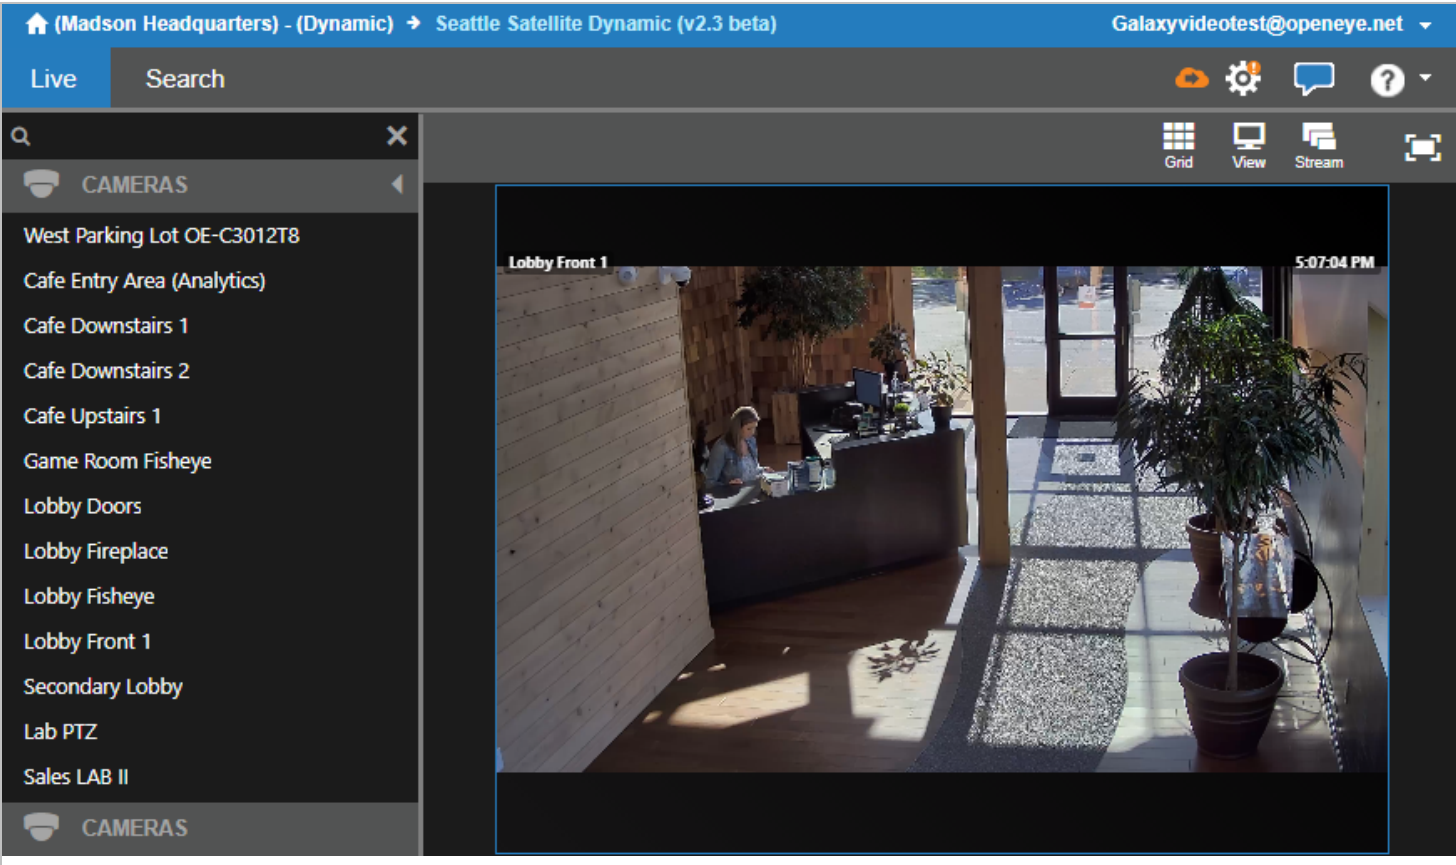 (Madson Headquarters) - (Dynamic) → Seattle Satellite Dynamic (v2.3 beta) Galaxyvideotest@openeye.net
Live Search
CAMERAS
Grid View Stream
West Parking Lot OE-C3012T8
Cafe Entry Area (Analytics)
Cafe Downstairs 1
Cafe Downstairs 2
Cafe Upstairs 1
Game Room Fisheye
Lobby Doors
Lobby Fireplace
Lobby Fisheye
Lobby Front 1
Secondary Lobby
Lab PTZ
Sales LAB II
CAMERAS
Lobby Front 1 5:07:04 PM